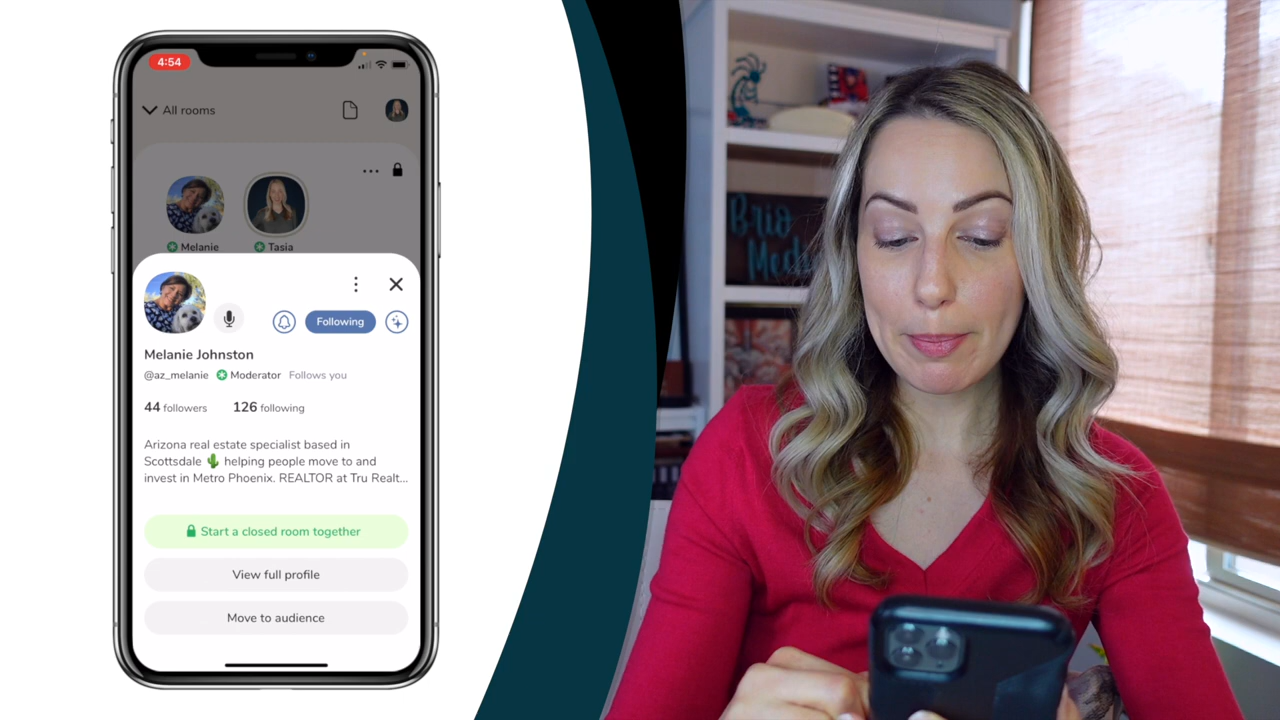 4:54
All rooms
Melanie
Tasia
Following
Melanie Johnston
@az_melanie Moderator Follows you
44 followers 126 following
Arizona real estate specialist based in
Scottsdale 🌵 helping people move to and
invest in Metro Phoenix. REALTOR at Tru Realt...
Start a closed room together
View full profile
Move to audience
Brio
Med